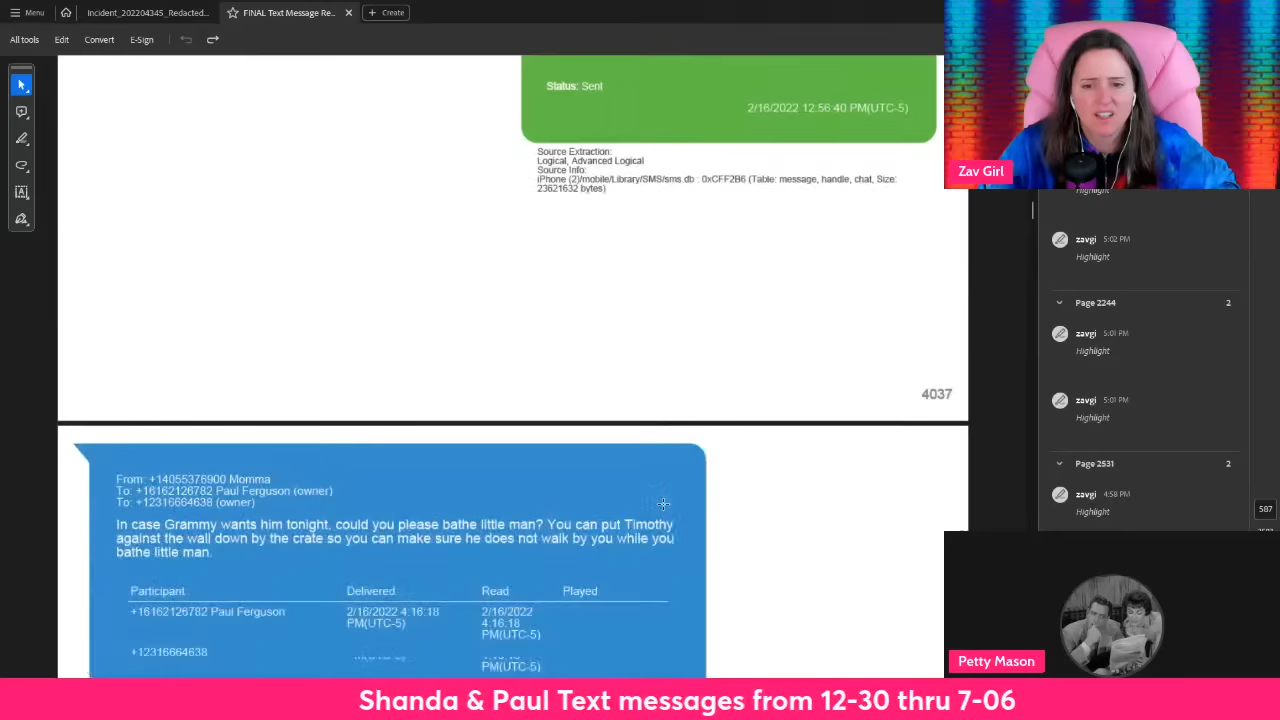 Menu
Incident_202204345_Redacted...
FINAL Text Message Re...
Create
All tools
Edit
Convert
E-Sign
Status: Sent
2/16/2022 12:56:40 PM(UTC-5)
Source Extraction:
Logical, Advanced Logical
Source Info:
iPhone (2)/mobile/Library/SMS/sms.db : 0xCFF2B6 (Table: message, handle, chat, Size:
23621632 bytes)
4037
From: +14055376900 Momma
To: +16162126782 Paul Ferguson (owner)
To: +12316664638 (owner)
In case Grammy wants him tonight, could you please bathe little man? You can put Timothy
against the wall down by the crate so you can make sure he does not walk by you while you
bathe little man.
Participant Delivered Read Played
+16162126782 Paul Ferguson 2/16/2022 4:16:18 PM(UTC-5) 2/16/2022 4:16:18 PM(UTC-5)
+12316664638
PM(UTC-5)
Zav Girl
Highlight
zavgi 5:02 PM
Highlight
Page 2244 2
zavgi 5:01 PM
Highlight
zavgi 5:01 PM
Highlight
Page 2531 2
zavgi 4:58 PM
Highlight
587
Petty Mason
Shanda & Paul Text messages from 12-30 thru 7-06